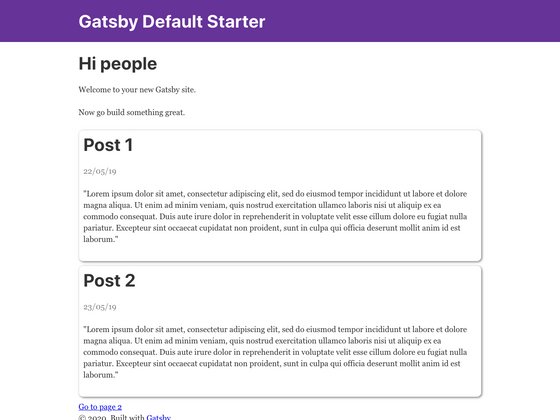 Gatsby Default Starter
Hi people
Welcome to your new Gatsby site.
Now go build something great.
Post 1
22/05/19
"Lorem ipsum dolor sit amet, consectetur adipiscing elit, sed do eiusmod tempor incididunt ut labore et dolore
magna aliqua. Ut enim ad minim veniam, quis nostrud exercitation ullamco laboris nisi ut aliquip ex ea
commodo consequat. Duis aute irure dolor in reprehenderit in voluptate velit esse cillum dolore eu fugiat nulla
pariatur. Excepteur sint occaecat cupidatat non proident, sunt in culpa qui officia deserunt mollit anim id est
laborum."
Post 2
23/05/19
"Lorem ipsum dolor sit amet, consectetur adipiscing elit, sed do eiusmod tempor incididunt ut labore et dolore
magna aliqua. Ut enim ad minim veniam, quis nostrud exercitation ullamco laboris nisi ut aliquip ex ea
commodo consequat. Duis aute irure dolor in reprehenderit in voluptate velit esse cillum dolore eu fugiat nulla
pariatur. Excepteur sint occaecat cupidatat non proident, sunt in culpa qui officia deserunt mollit anim id est
laborum."
Go to page 2
© 2020, Built with Gatsby